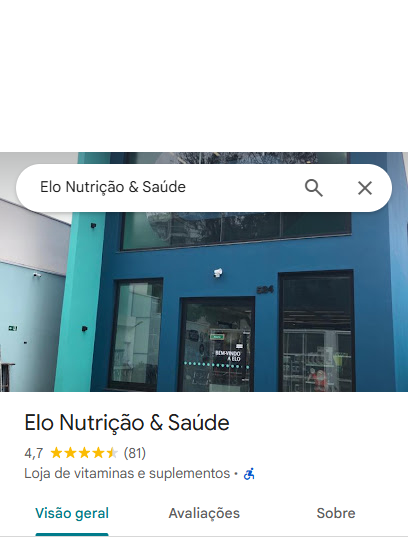 Elo Nutrição & Saúde
224
BEM-VINDO
A ELO
Elo Nutrição & Saúde
4,7 (81)
Loja de vitaminas e suplementos ·
Visão geral Avaliações Sobre